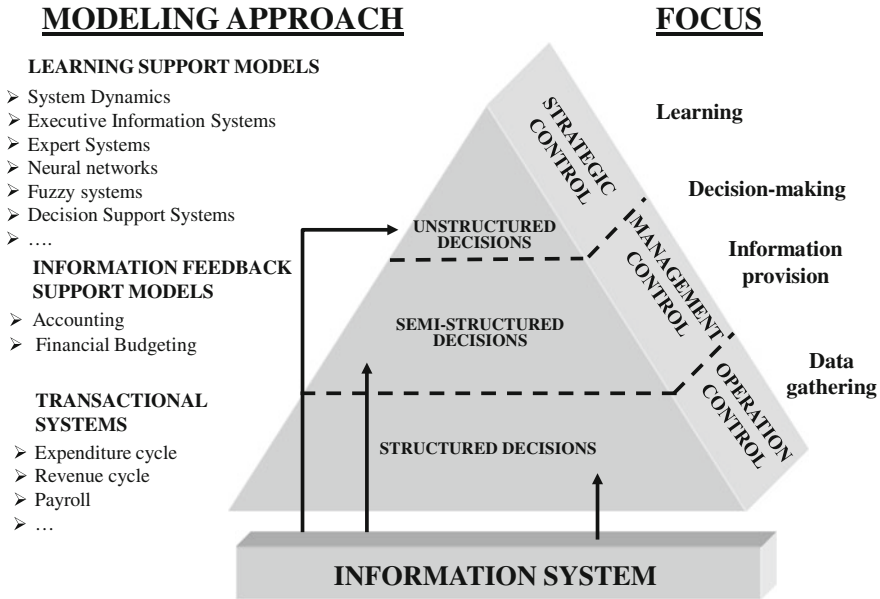 MODELING APPROACH
FOCUS
LEARNING SUPPORT MODELS
➢ System Dynamics
➢ Executive Information Systems
➢ Expert Systems
➢ Neural networks
➢ Fuzzy systems
➢ Decision Support Systems
➢ ….
INFORMATION FEEDBACK
SUPPORT MODELS
➢ Accounting
➢ Financial Budgeting
TRANSACTIONAL
SYSTEMS
➢ Expenditure cycle
➢ Revenue cycle
➢ Payroll
➢ …
UNSTRUCTURED
DECISIONS
SEMI-STRUCTURED
DECISIONS
STRUCTURED DECISIONS
STRATEGIC
CONTROL
MANAGEMENT
CONTROL
OPERATION
CONTROL
Learning
Decision-making
Information
provision
Data
gathering
INFORMATION SYSTEM